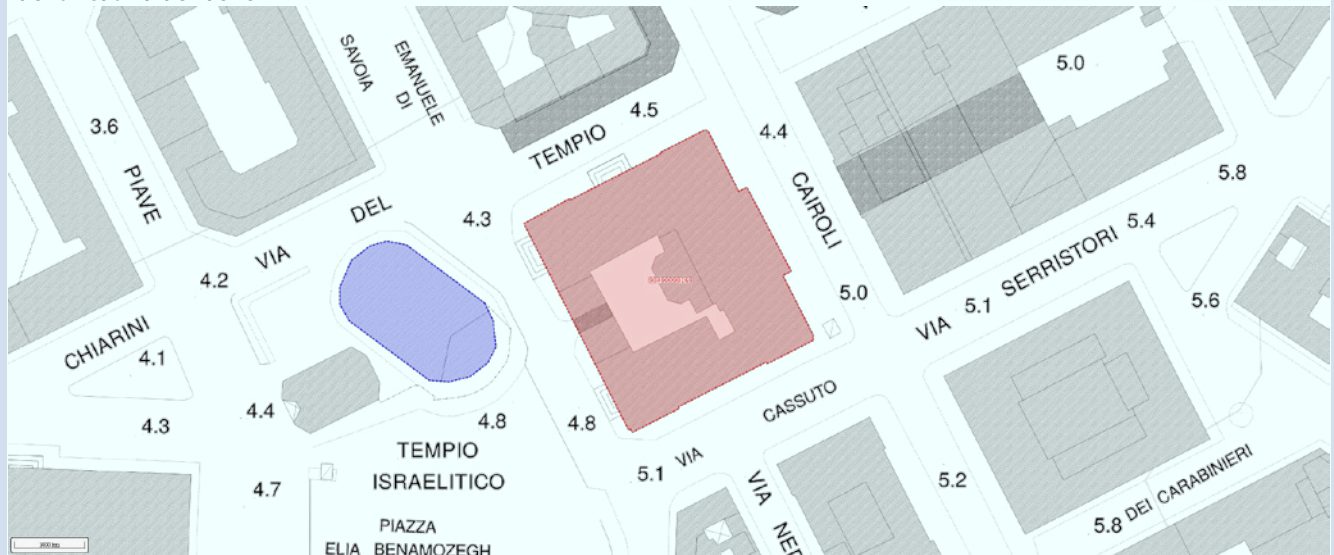 SAVOIA
EMANUELE
DI
5.0
3.6
4.5
TEMPIO
4.4
PIAVE
5.8
DEL
4.3
CAIROLI
5.4
VIA
4.2
SERRISTORI
5.0
5.1
5.6
VIA
CHIARINI
4.1
CASSUTO
4.4
4.3
4.8
4.8
TEMPIO
ISRAELITICO
VIA
5.1
4.7
VIA
5.2
DEI CARABINIERI
5.8
PIAZZA
ELIA BENAMOZEGH